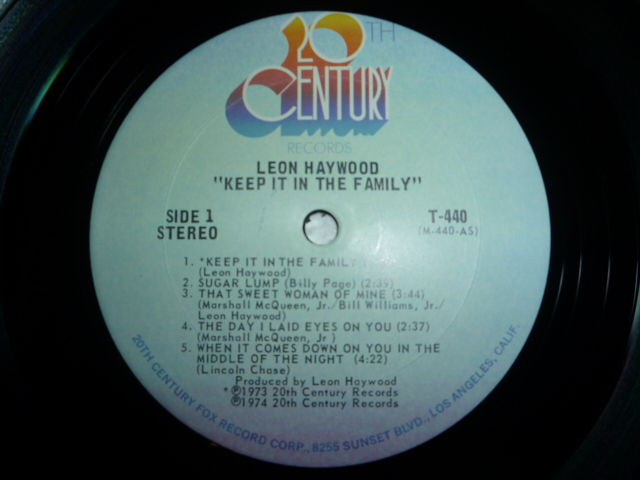 20TH
CENTURY
RECORDS
LEON HAYWOOD
"KEEP IT IN THE FAMILY"
SIDE 1
STEREO
T-440
(M-440-AS)
1. *KEEP IT IN THE FAMILY
(Leon Haywood)
2. SUGAR LUMP (Billy Page) (2:39)
3. THAT SWEET WOMAN OF MINE (3:44)
(Marshall McQueen, Jr./Bill Williams, Jr./
Leon Haywood)
4. THE DAY I LAID EYES ON YOU (2:37)
(Marshall McQueen, Jr)
5. WHEN IT COMES DOWN ON YOU IN THE
MIDDLE OF THE NIGHT (4:22)
(Lincoln Chase)
Produced by Leon Haywood
*℗1973 20th Century Records
℗1974 20th Century Records
20TH CENTURY FOX RECORD CORP., 8255 SUNSET BLVD., LOS ANGELES, CALIF.